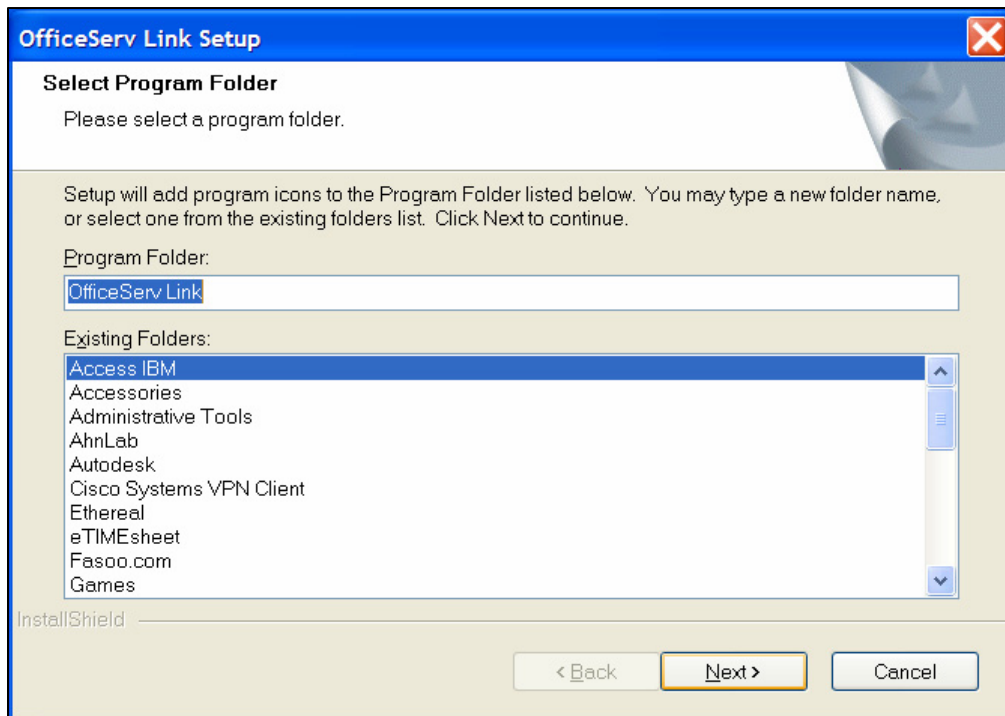 OfficeServ Link Setup
Select Program Folder
Please select a program folder.
Setup will add program icons to the Program Folder listed below.  You may type a new folder name,
or select one from the existing folders list.  Click Next to continue.
Program Folder:
OfficeServ Link
Existing Folders:
Access IBM
Accessories
Administrative Tools
AhnLab
Autodesk
Cisco Systems VPN Client
Ethereal
eTIMEsheet
Fasoo.com
Games
InstallShield
< Back
Next >
Cancel